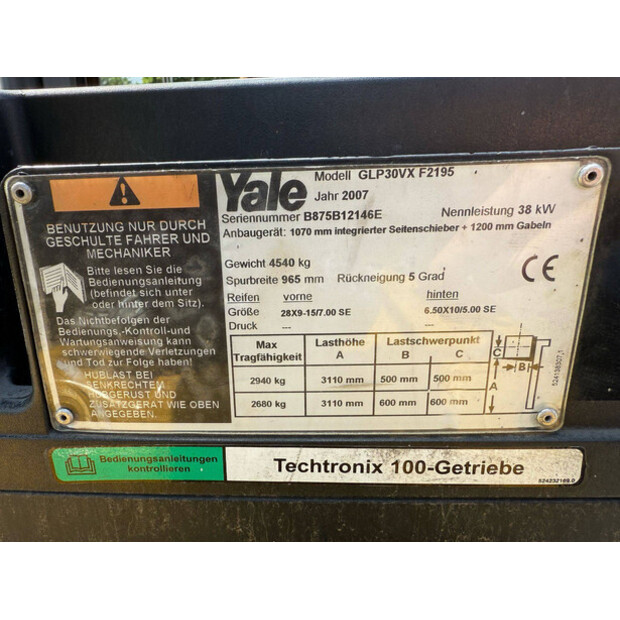 BENUTZUNG NUR DURCH
GESCHULTE FAHRER UND
MECHANIKER
Bitte lesen Sie die
Bedienungsanleitung
(befindet sich unter
oder hinter dem Sitz).
Das Nichtbefolgen der
Bedienungs,-Kontroll-und
Wartungsanweisung kann
schwerwiegende Verletzungen
und Tod zur Folge haben!
HUBLAST BEI
SENKRECHTEM
HUBGERUST UND
ZUSATZGERAT WIE OBEN
ANGEGEBEN.
Yale
Modell GLP30VX F2195
Jahr 2007
Seriennummer B875B12146E Nennleistung 38 kW
Anbaugerät: 1070 mm integrierter Seitenschieber + 1200 mm Gabeln
Gewicht 4540 kg
Spurbreite 965 mm Rückneigung 5 Grad
CE
Reifen vorne hinten
Größe 28X9-15/7.00 SE 6.50X10/5.00 SE
Druck --- ---
Max Tragfähigkeit Lasthöhe A Lastschwerpunkt B C
2940 kg 3110 mm 500 mm 500 mm
2680 kg 3110 mm 600 mm 600 mm
C
B
A
524138307,1
Bedienungsanleitungen
kontrollieren
Techtronix 100-Getriebe